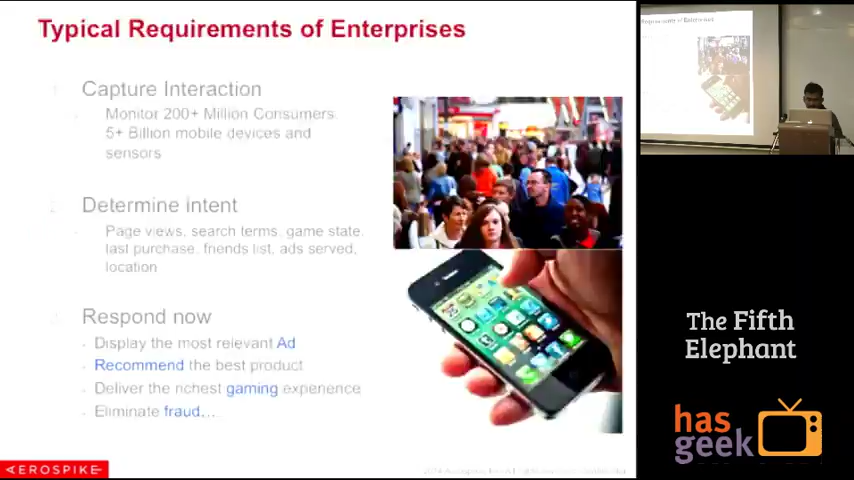 Typical Requirements of Enterprises
Capture Interaction
Monitor 200+ Million Consumers
5+ Billion mobile devices and
sensors
Determine Intent
Page views, search terms, game state,
last purchase, friends list, ads served,
location
Respond now
Display the most relevant Ad
Recommend the best product
Deliver the richest gaming experience
Eliminate fraud…
AEROSPIKE
The Fifth
Elephant
has
geek